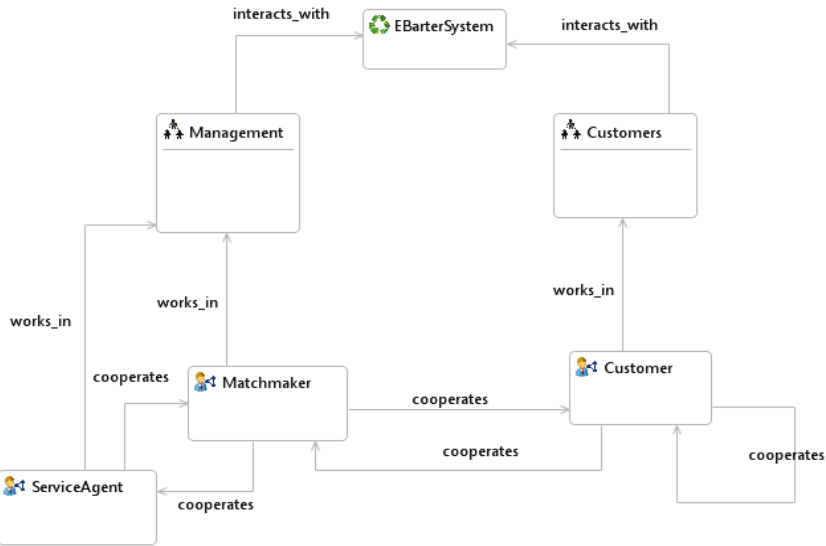 interacts_with
EBarterSystem
interacts_with
Management
Customers
works_in
works_in
works_in
cooperates
Matchmaker
Customer
cooperates
cooperates
cooperates
ServiceAgent
cooperates